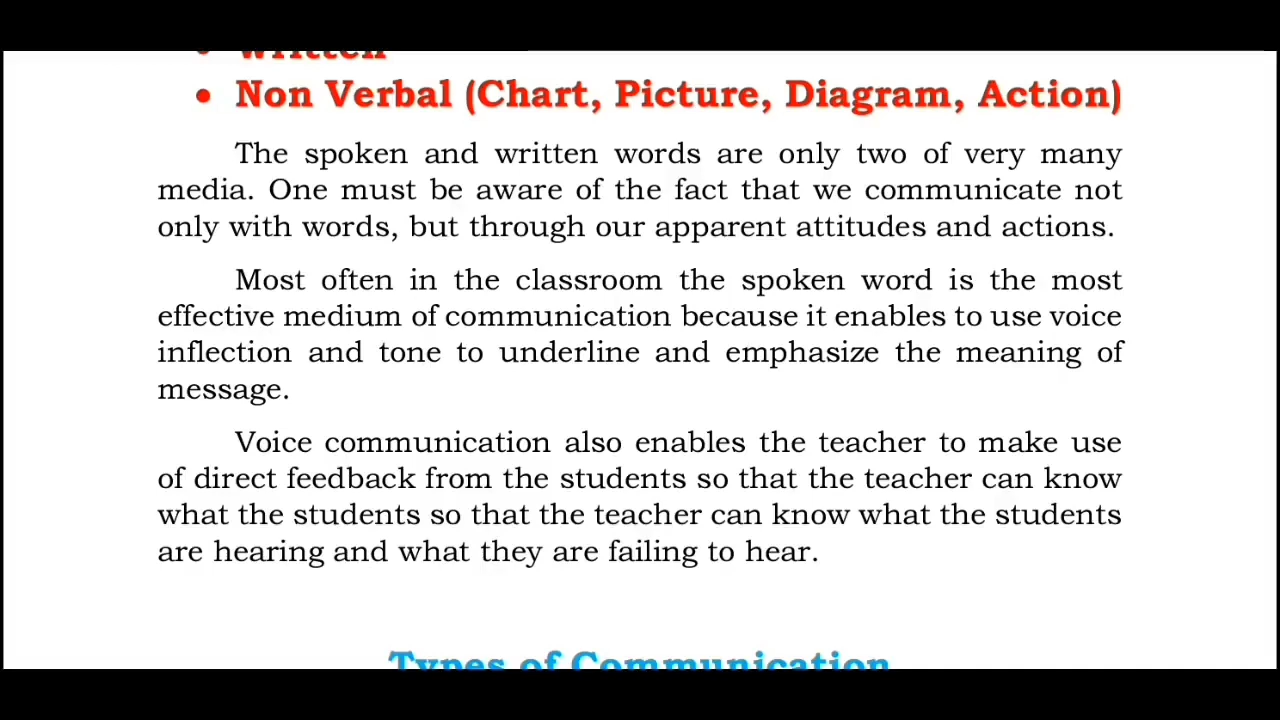 • written
• Non Verbal (Chart, Picture, Diagram, Action)
The spoken and written words are only two of very many
media. One must be aware of the fact that we communicate not
only with words, but through our apparent attitudes and actions.
Most often in the classroom the spoken word is the most
effective medium of communication because it enables to use voice
inflection and tone to underline and emphasize the meaning of
message.
Voice communication also enables the teacher to make use
of direct feedback from the students so that the teacher can know
what the students so that the teacher can know what the students
are hearing and what they are failing to hear.
Types of Communication